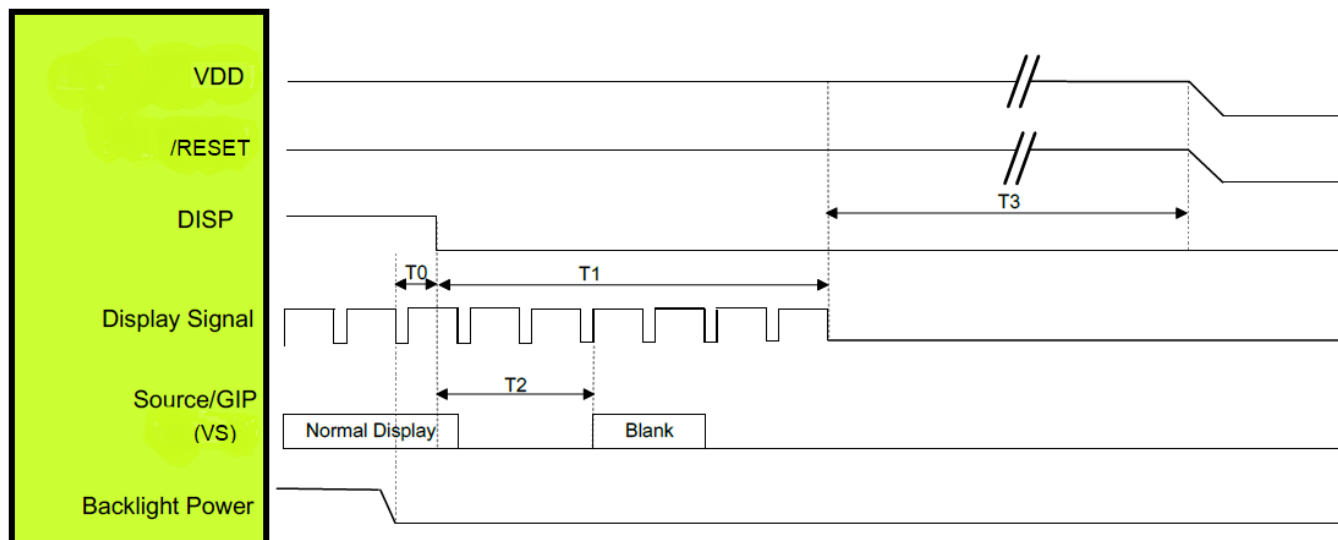 VDD
/RESET
DISP
T3
T0
T1
Display Signal
T2
Source/GIP
(VS)
Normal Display
Blank
Backlight Power